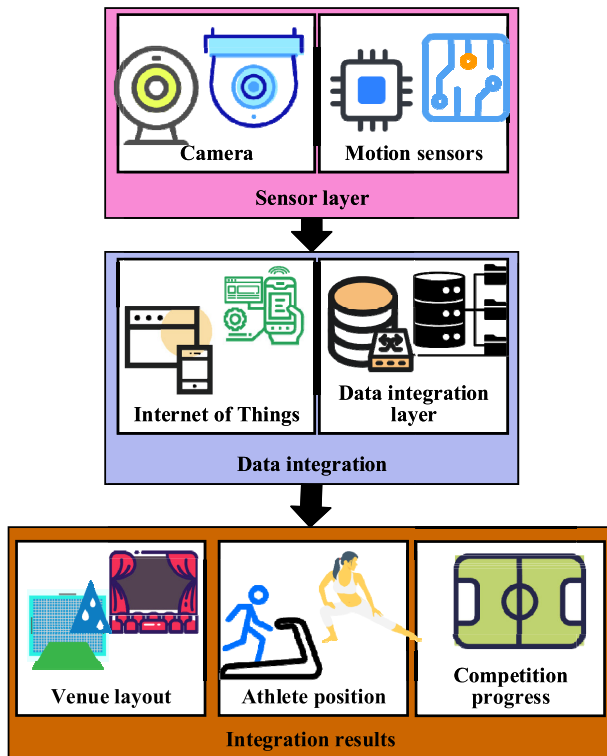 Camera
Motion sensors
Sensor layer
Internet of Things
Data integration
layer
Data integration
Venue layout
Athlete position
Competition
progress
Integration results